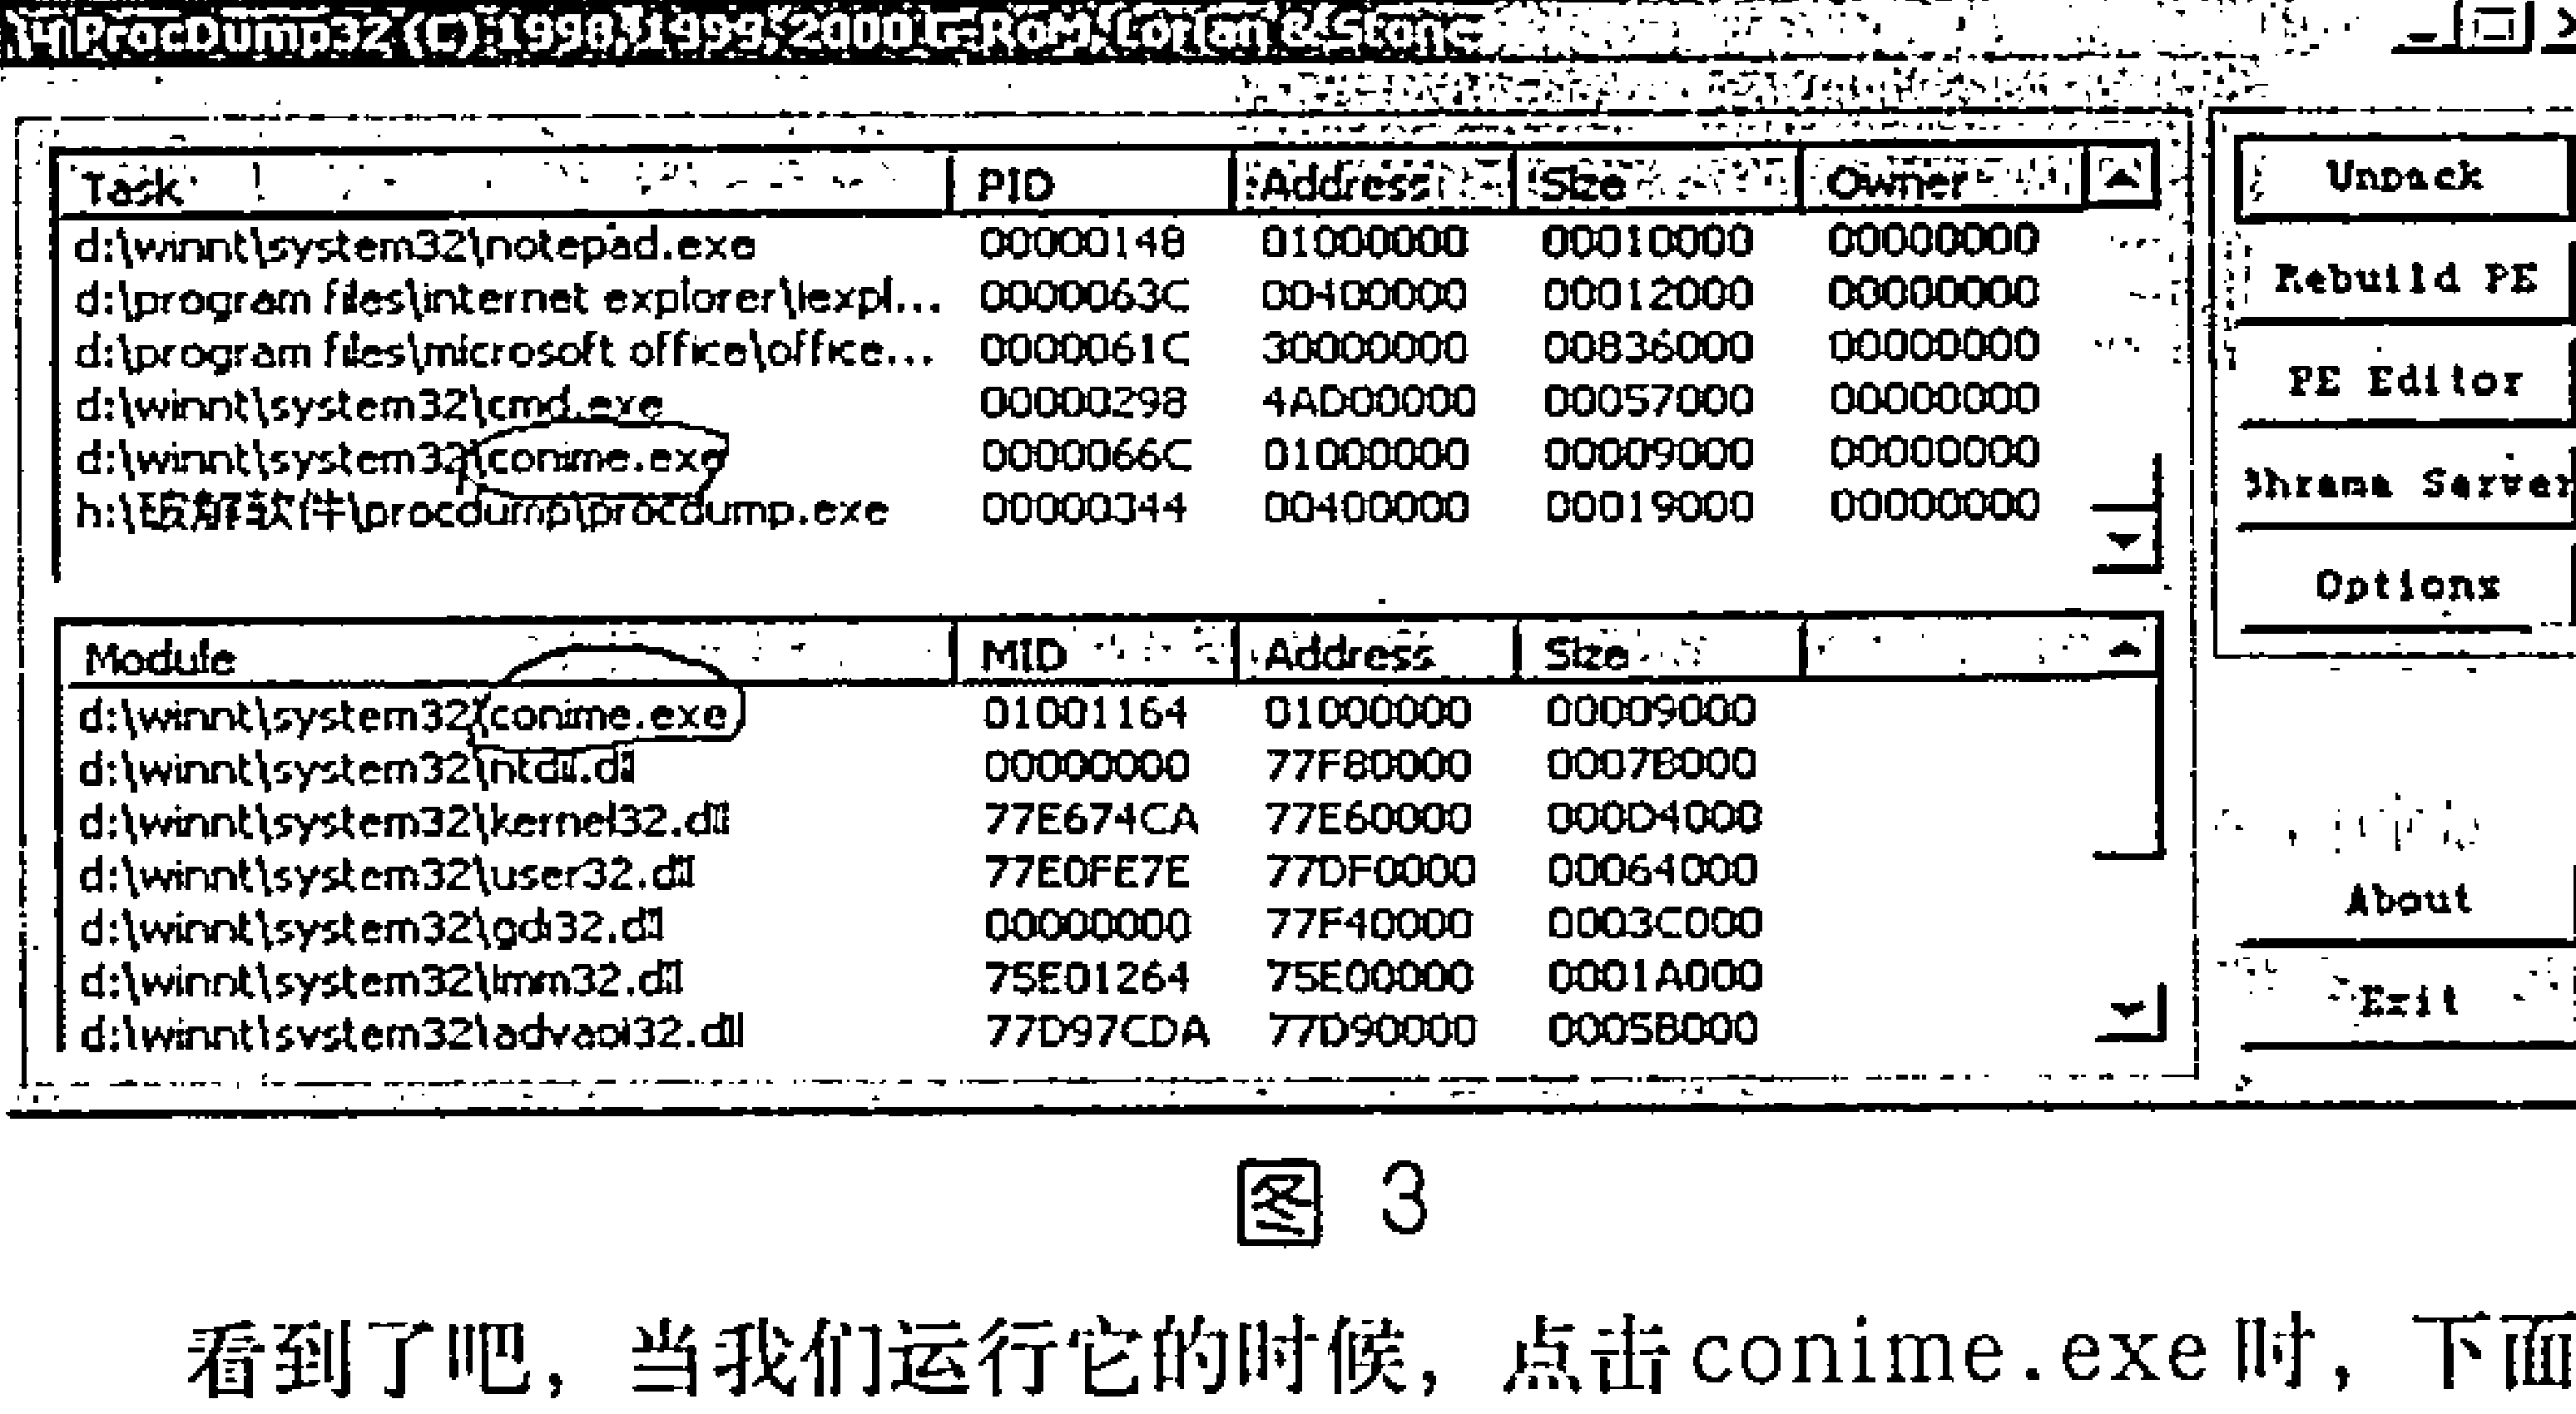 ProcDump32 (C) 1998, 1999, 2000 G-RoM, Lorian & Stone
Task PID Address Size Owner
d:\winnt\system32\notepad.exe 00000148 01000000 00010000 00000000
d:\program files\internet explorer\iexpl... 0000063C 00400000 00012000 00000000
d:\program files\microsoft office\office... 0000061C 30000000 00836000 00000000
d:\winnt\system32\cmd.exe 00000298 4AD00000 00057000 00000000
d:\winnt\system32\conime.exe 0000066C 01000000 00009000 00000000
h:\破解软件\procdump\procdump.exe 00000344 00400000 00019000 00000000
Module MID Address Size
d:\winnt\system32\conime.exe 01001164 01000000 00009000
d:\winnt\system32\ntdll.dll 00000000 77F80000 0007B000
d:\winnt\system32\kernel32.dll 77E674CA 77E60000 000D4000
d:\winnt\system32\user32.dll 77E0FE7E 77DF0000 00064000
d:\winnt\system32\gdi32.dll 00000000 77F40000 0003C000
d:\winnt\system32\imm32.dll 75E01264 75E00000 0001A000
d:\winnt\system32\advapi32.dll 77D97CDA 77D90000 0005B000
Unpack
Rebuild PE
PE Editor
Bhrama Server
Options
About
Exit
图 3
看到了吧，当我们运行它的时候，点击conime.exe时，下面